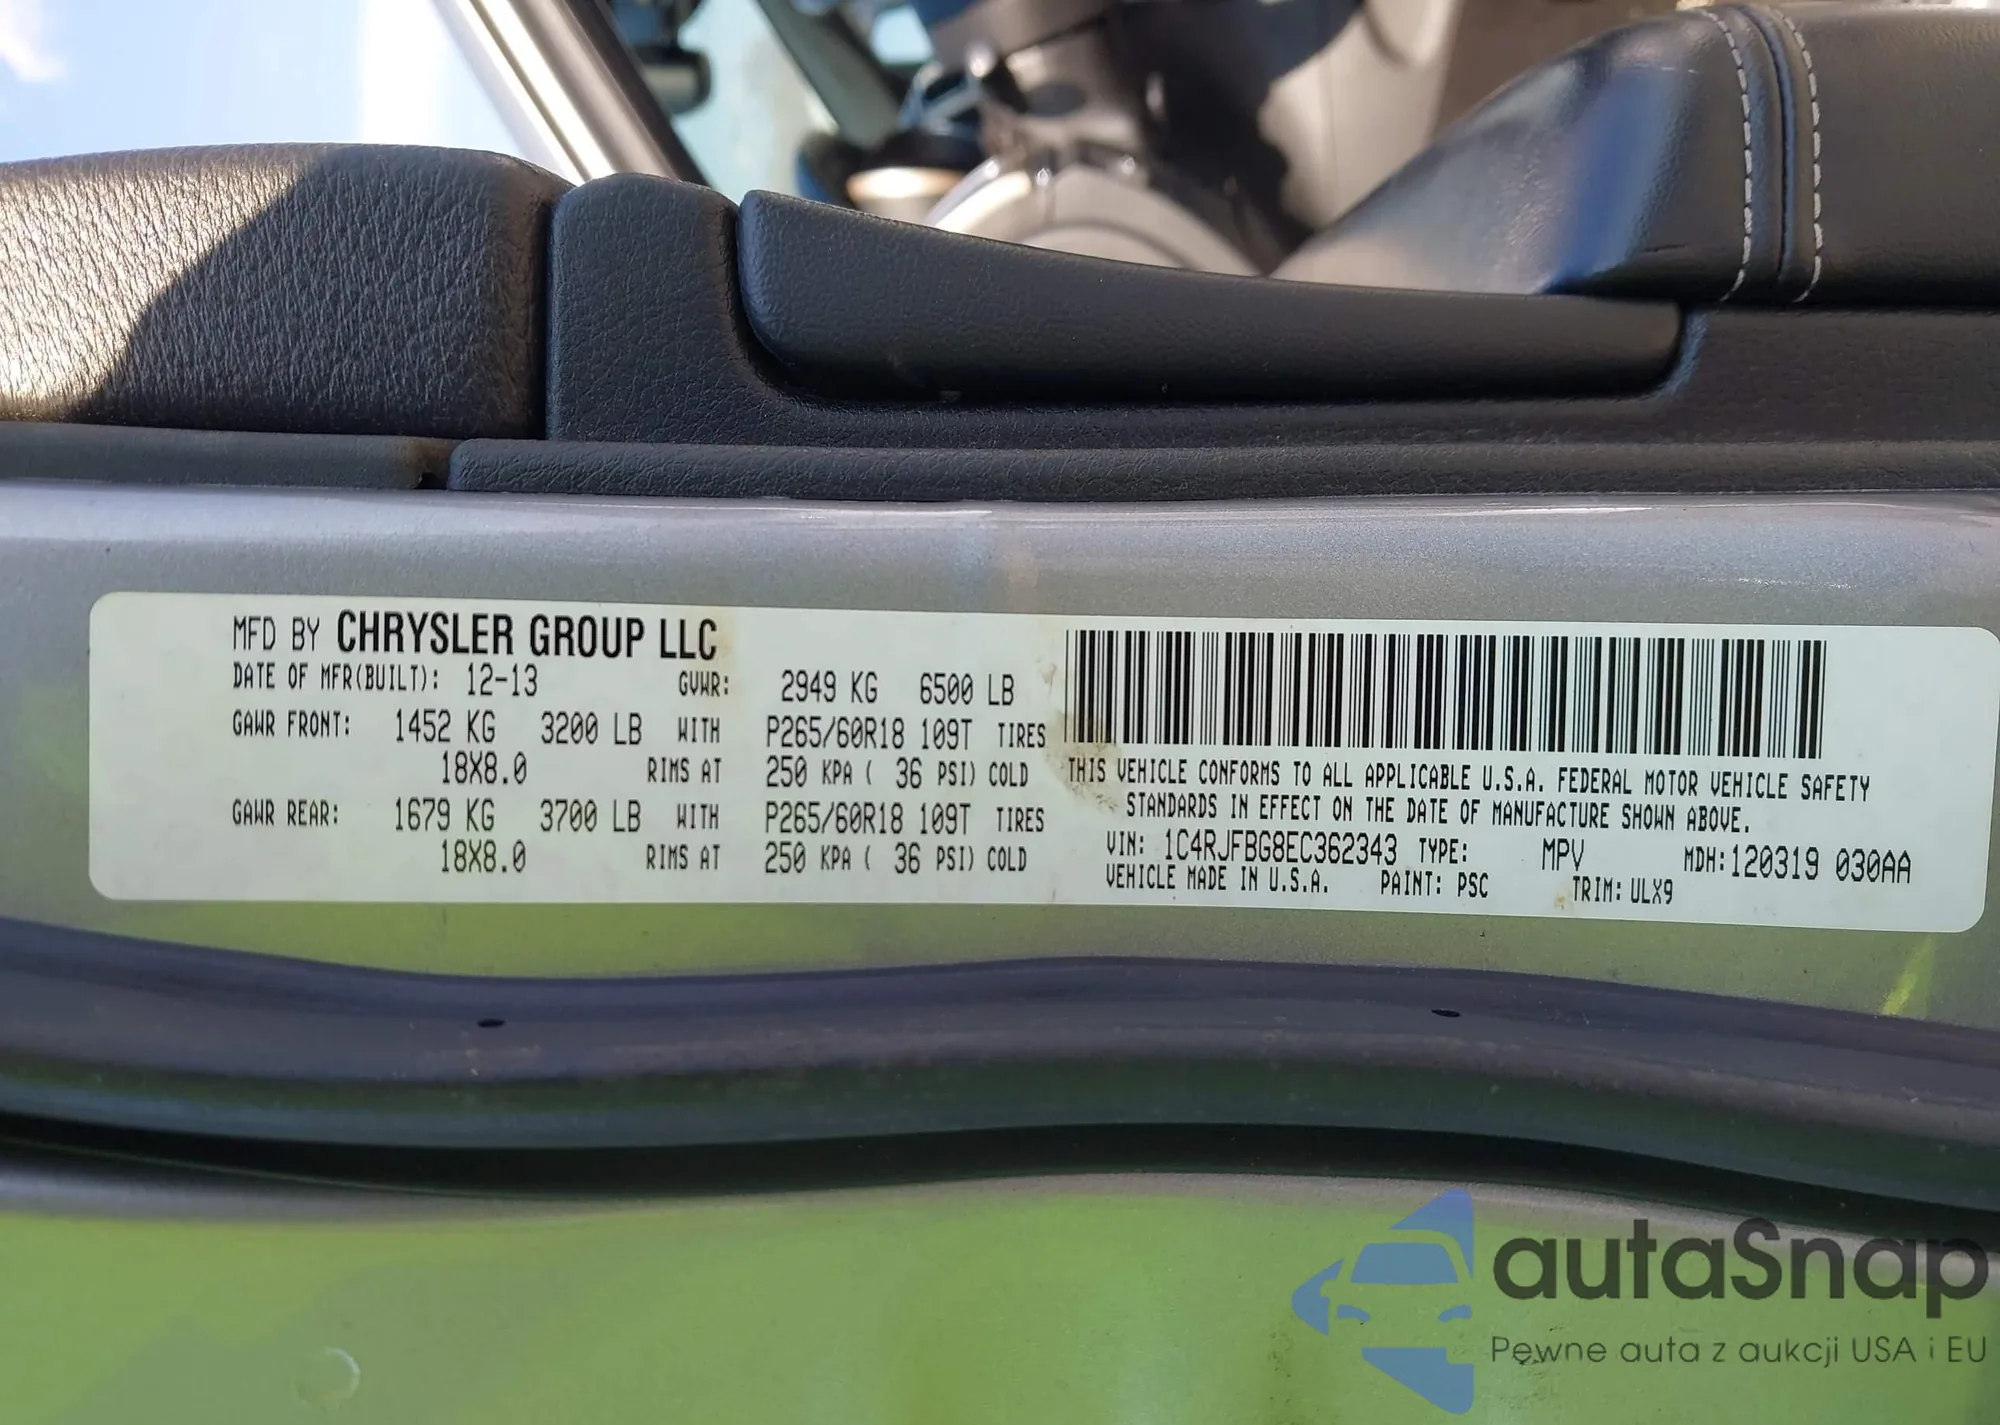 MFD BY CHRYSLER GROUP LLC
DATE OF MFR(BUILT): 12-13 GVWR: 2949 KG 6500 LB
GAWR FRONT: 1452 KG 3200 LB WITH P265/60R18 109T TIRES
18X8.0 RIMS AT 250 KPA ( 36 PSI) COLD
GAWR REAR: 1679 KG 3700 LB WITH P265/60R18 109T TIRES
18X8.0 RIMS AT 250 KPA ( 36 PSI) COLD
THIS VEHICLE CONFORMS TO ALL APPLICABLE U.S.A. FEDERAL MOTOR VEHICLE SAFETY
STANDARDS IN EFFECT ON THE DATE OF MANUFACTURE SHOWN ABOVE.
VIN: 1C4RJFBG8EC362343 TYPE: MPV MDH:120319 030AA
VEHICLE MADE IN U.S.A. PAINT: PSC TRIM: ULX9
autaSnap
Pewne auta z aukcji USA i EU